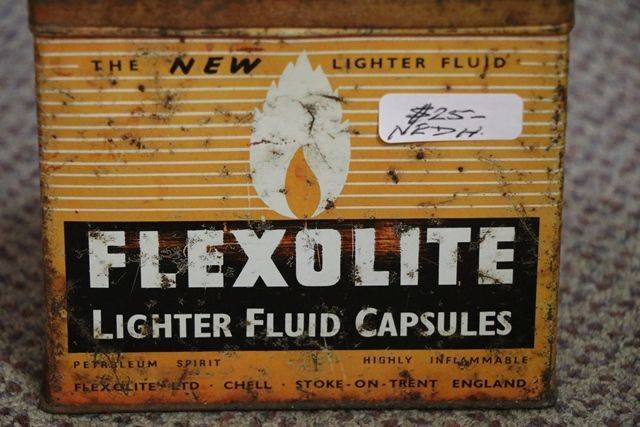 THE NEW LIGHTER FLUID
$25-
NEDH.
FLEXOLITE
LIGHTER FLUID CAPSULES
PETROLEUM SPIRIT HIGHLY INFLAMMABLE
FLEXOLITE LTD · CHELL · STOKE-ON-TRENT ENGLAND